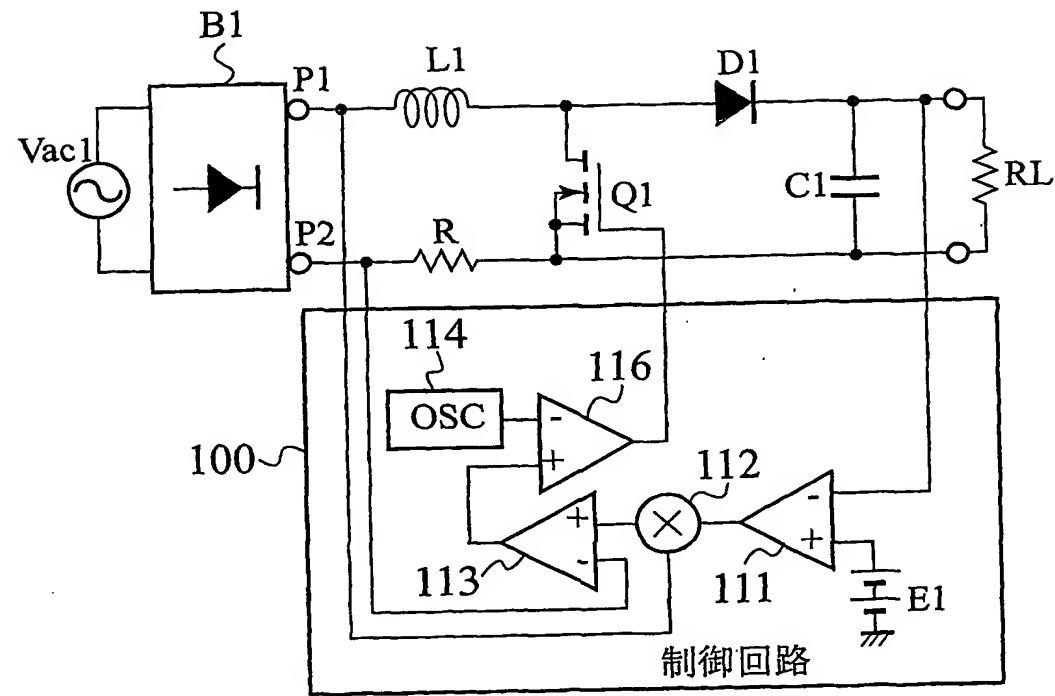 B1
P1
L1
D1
Vac1
Q1
C1
RL
P2
R
114
116
OSC
-
+
100
112
+
-
-
+
113
111
E1
制御回路